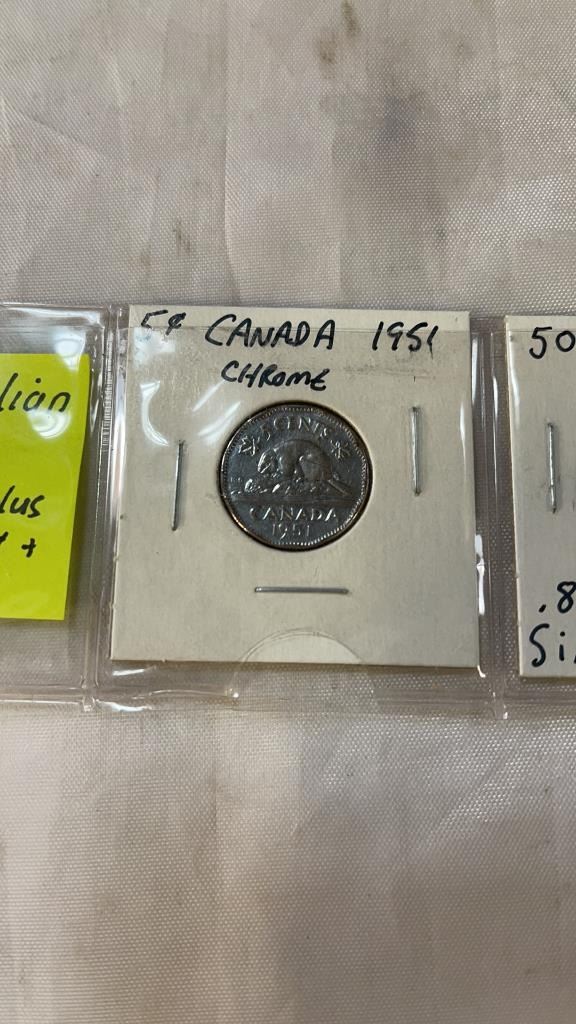 5¢ CANADA 1951
CHROME
5 CENTS
CANADA
1951
lian
lus
+
50
.8
Si